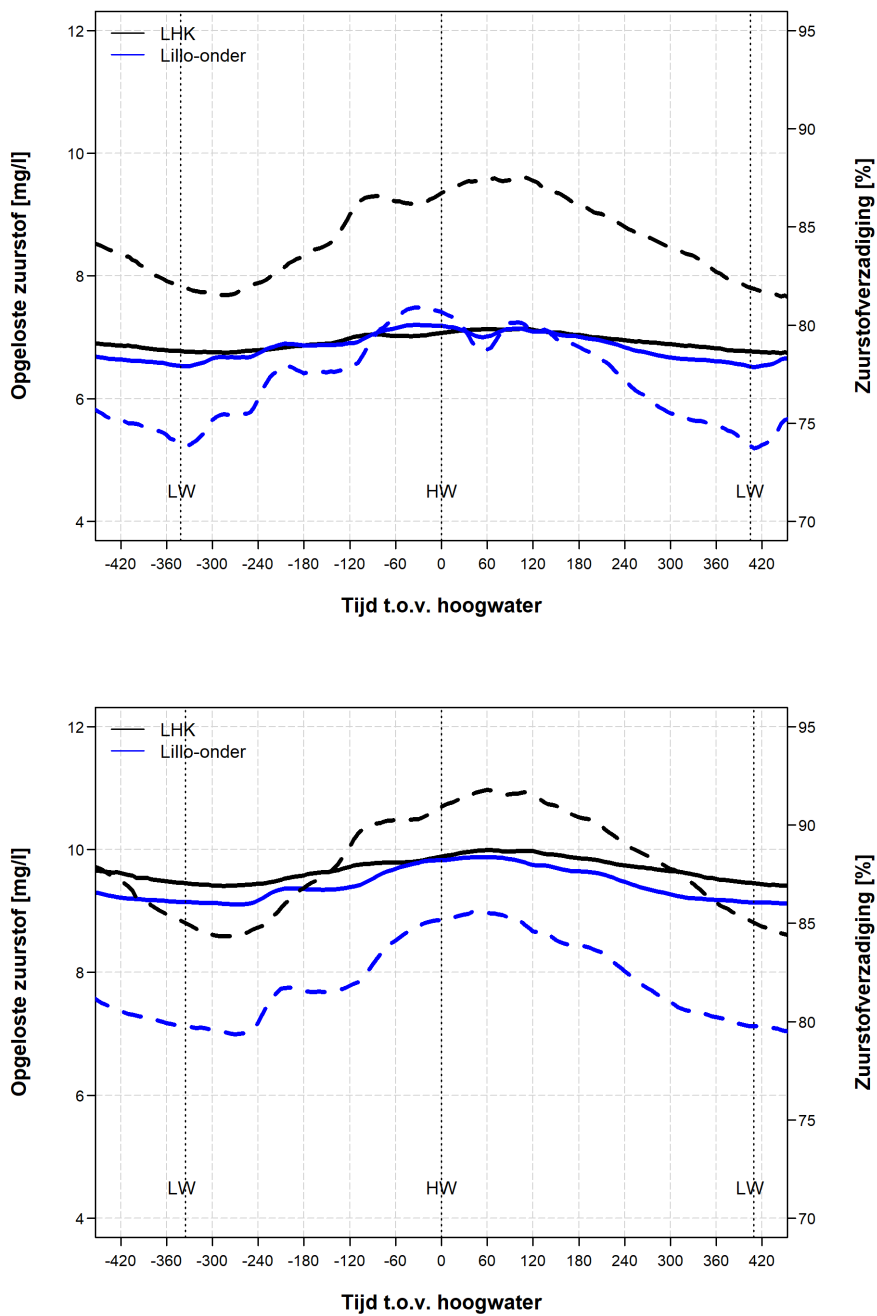 12
10
8
6
4
Opgeloste zuurstof [mg/l]
LHK
Lillo-onder
LW
HW
LW
95
90
85
80
75
70
Zuurstofverzadiging [%]
-420 -360 -300 -240 -180 -120 -60 0 60 120 180 240 300 360 420
Tijd t.o.v. hoogwater
12
10
8
6
4
Opgeloste zuurstof [mg/l]
LHK
Lillo-onder
LW
HW
LW
95
90
85
80
75
70
Zuurstofverzadiging [%]
-420 -360 -300 -240 -180 -120 -60 0 60 120 180 240 300 360 420
Tijd t.o.v. hoogwater